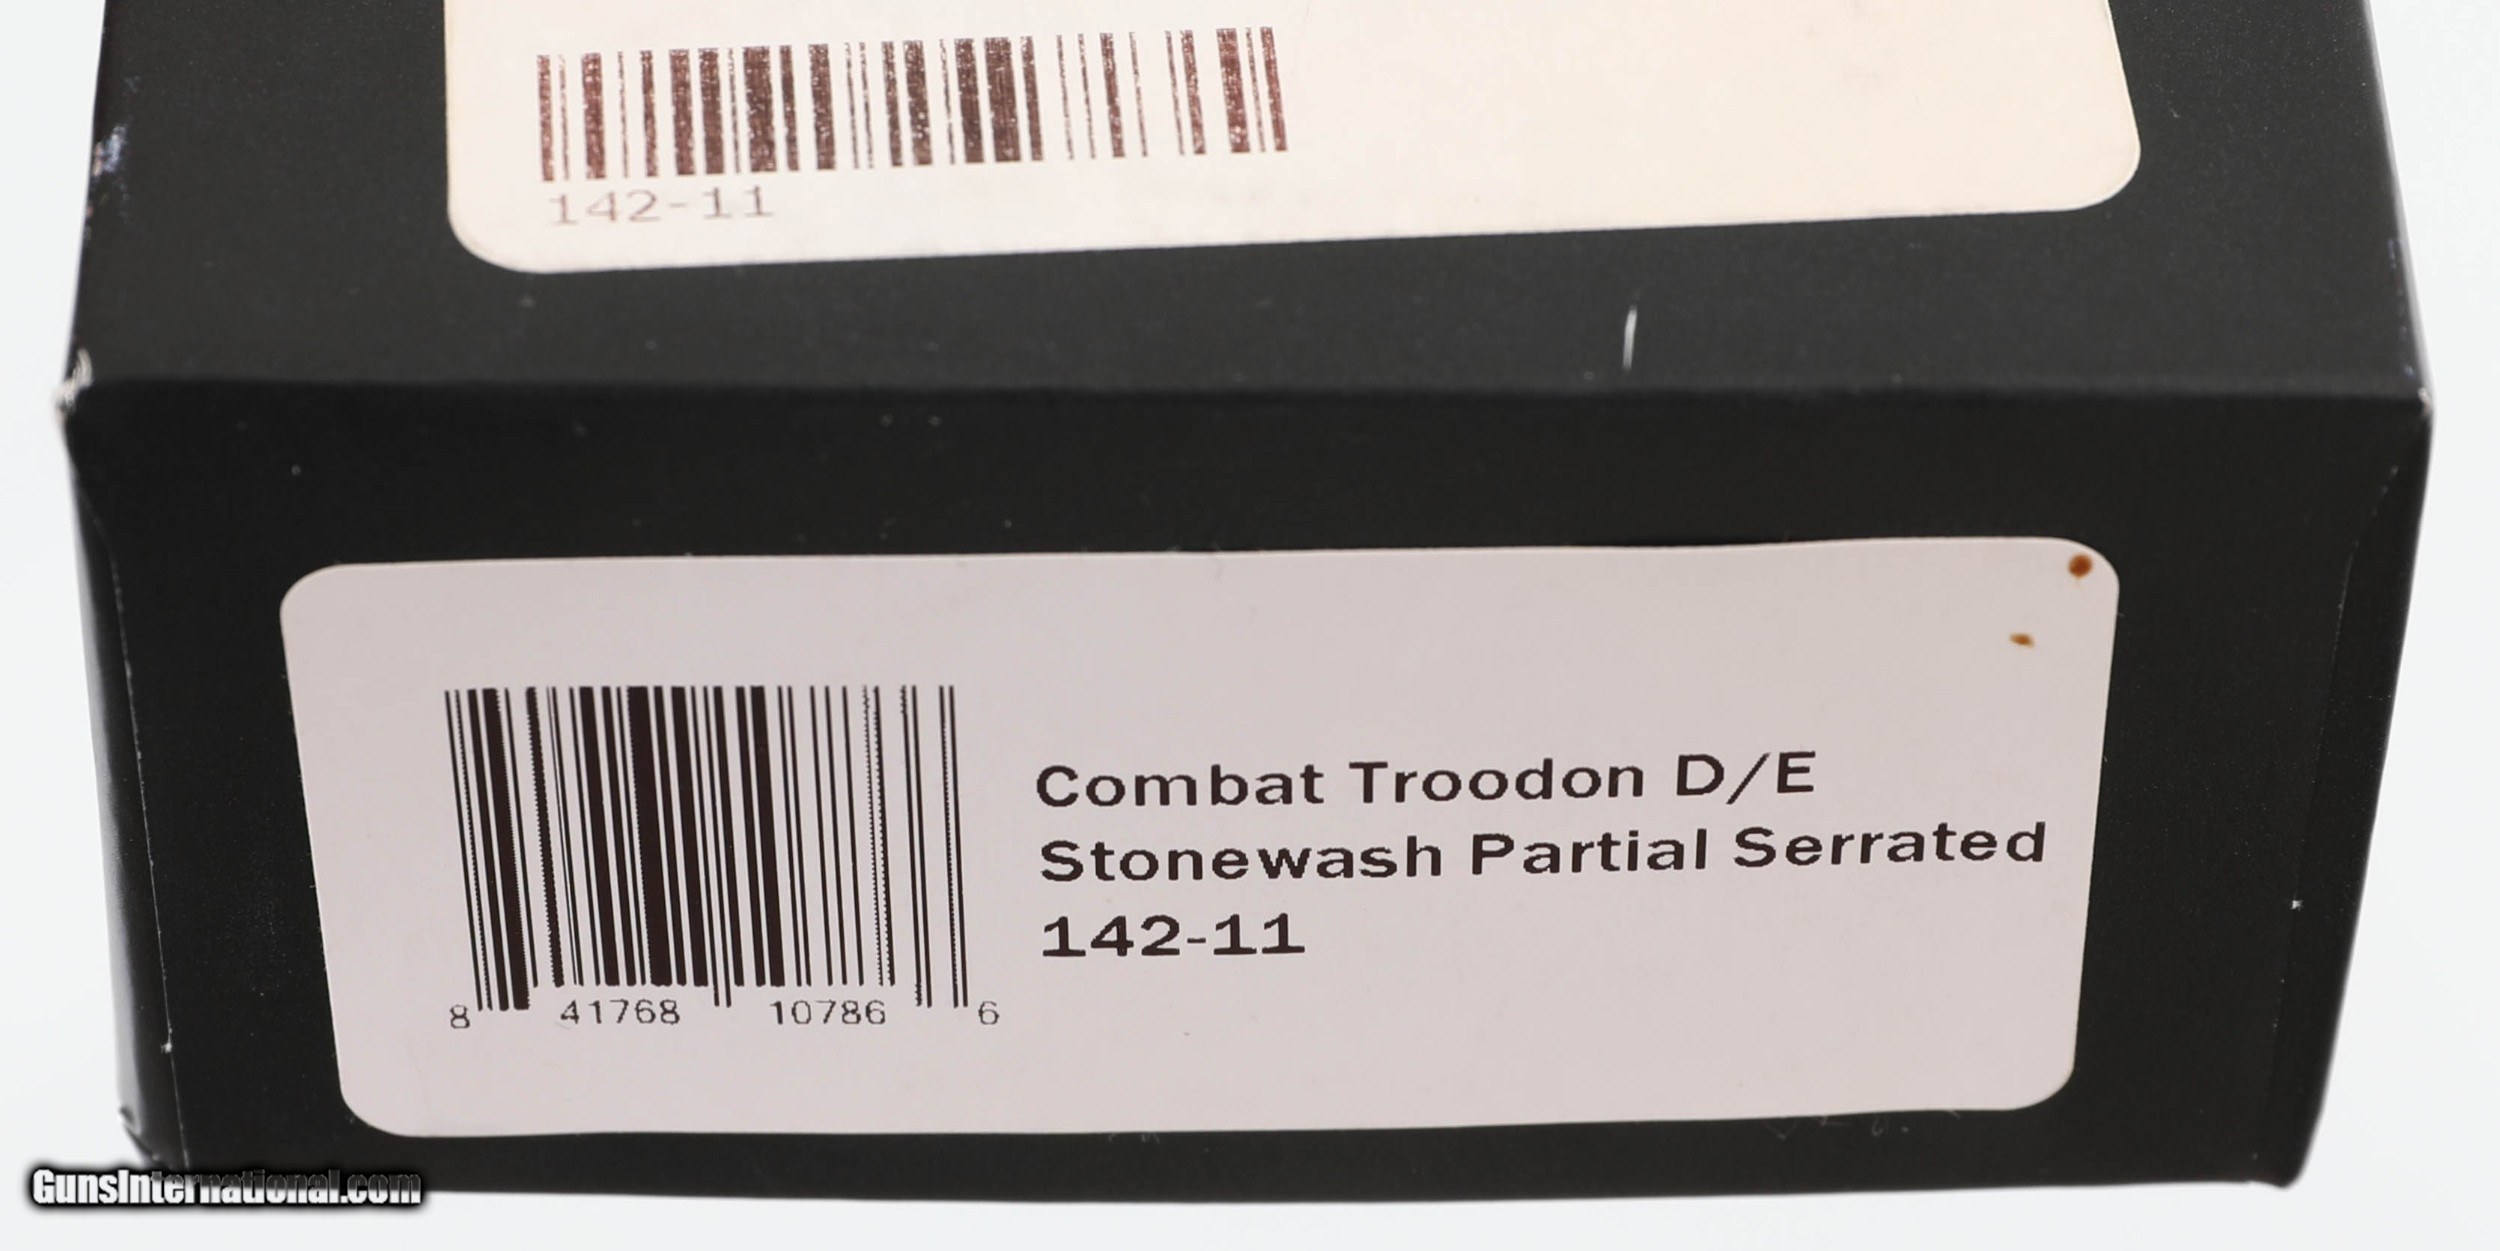 142-11
Combat Troodon D/E
Stonewash Partial Serrated
142-11
8 41768 10786 6
GunsInternational.com